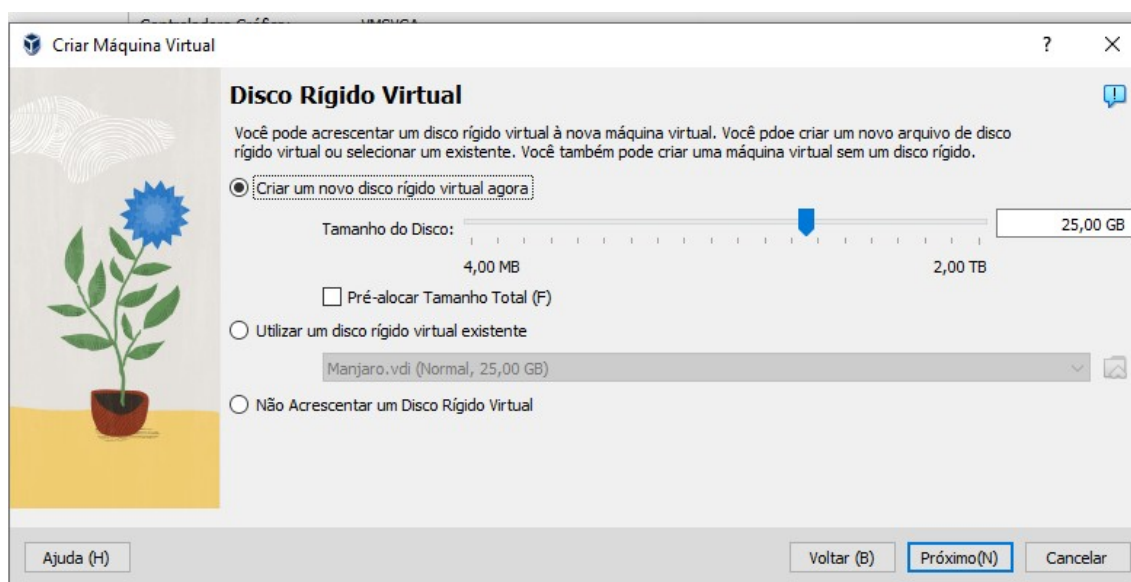 Criar Máquina Virtual
?
Disco Rígido Virtual
Você pode acrescentar um disco rígido virtual à nova máquina virtual. Você pdoe criar um novo arquivo de disco
rígido virtual ou selecionar um existente. Você também pode criar uma máquina virtual sem um disco rígido.
Criar um novo disco rígido virtual agora
Tamanho do Disco:
25,00 GB
4,00 MB
2,00 TB
Pré-alocar Tamanho Total (F)
Utilizar um disco rígido virtual existente
Manjaro.vdi (Normal, 25,00 GB)
Não Acrescentar um Disco Rígido Virtual
Ajuda (H)
Voltar (B)
Próximo(N)
Cancelar